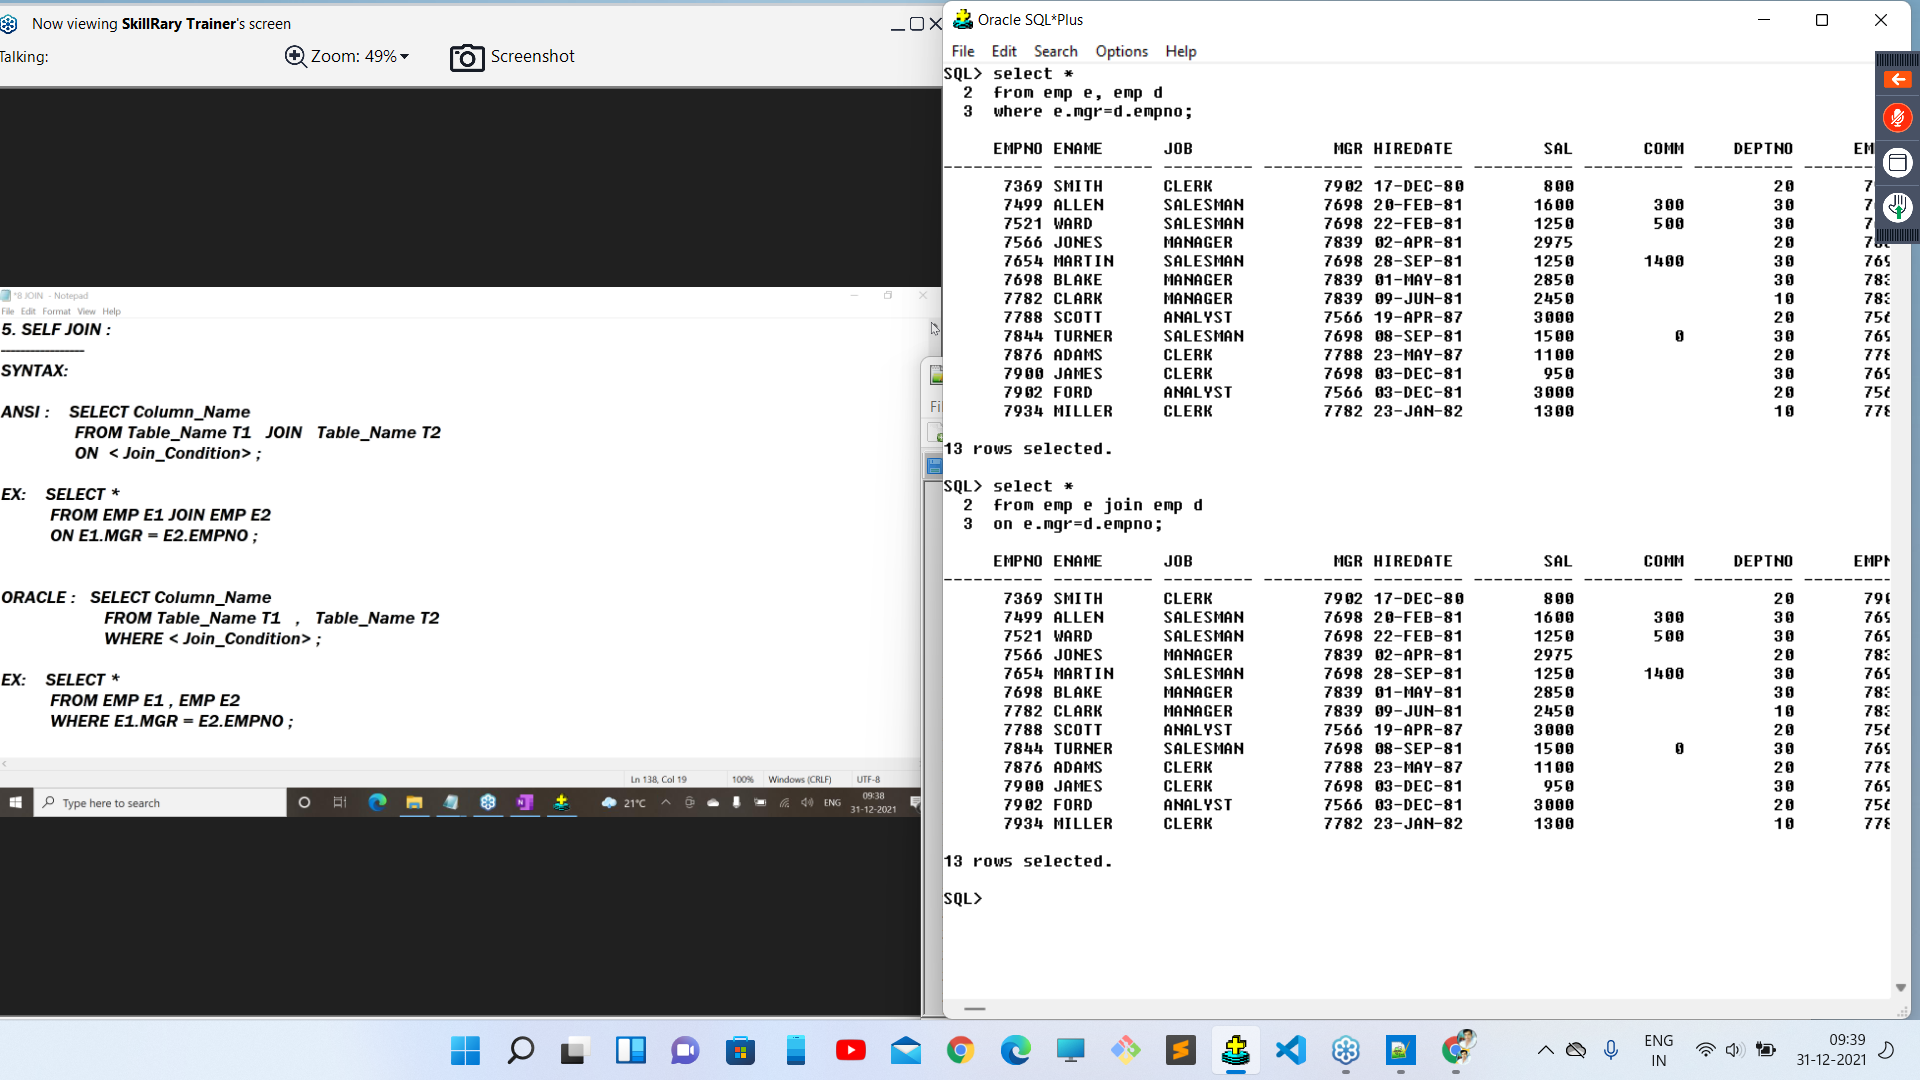 Now viewing SkillRary Trainer's screen
Talking:
Zoom: 49%
Screenshot
*8 JOIN - Notepad
File Edit Format View Help
5. SELF JOIN :
-----------------
SYNTAX:
ANSI : SELECT Column_Name
FROM Table_Name T1 JOIN Table_Name T2
ON < Join_Condition> ;
EX: SELECT *
FROM EMP E1 JOIN EMP E2
ON E1.MGR = E2.EMPNO ;
ORACLE : SELECT Column_Name
FROM Table_Name T1 , Table_Name T2
WHERE < Join_Condition> ;
EX: SELECT *
FROM EMP E1 , EMP E2
WHERE E1.MGR = E2.EMPNO ;
Ln 138, Col 19 100% Windows (CRLF) UTF-8
Type here to search
21°C
ENG
09:38
31-12-2021
Fi
Oracle SQL*Plus
File Edit Search Options Help
SQL> select *
2 from emp e, emp d
3 where e.mgr=d.empno;
EMPNO ENAME JOB MGR HIREDATE SAL COMM DEPTNO EM
---------- ---------- --------- ---------- --------- ---------- ---------- ---------- -------
7369 SMITH CLERK 7902 17-DEC-80 800 20 7
7499 ALLEN SALESMAN 7698 20-FEB-81 1600 300 30 7
7521 WARD SALESMAN 7698 22-FEB-81 1250 500 30 7
7566 JONES MANAGER 7839 02-APR-81 2975 20
7654 MARTIN SALESMAN 7698 28-SEP-81 1250 1400 30 769
7698 BLAKE MANAGER 7839 01-MAY-81 2850 30 783
7782 CLARK MANAGER 7839 09-JUN-81 2450 10 783
7788 SCOTT ANALYST 7566 19-APR-87 3000 20 756
7844 TURNER SALESMAN 7698 08-SEP-81 1500 0 30 769
7876 ADAMS CLERK 7788 23-MAY-87 1100 20 778
7900 JAMES CLERK 7698 03-DEC-81 950 30 769
7902 FORD ANALYST 7566 03-DEC-81 3000 20 756
7934 MILLER CLERK 7782 23-JAN-82 1300 10 778
13 rows selected.
SQL> select *
2 from emp e join emp d
3 on e.mgr=d.empno;
EMPNO ENAME JOB MGR HIREDATE SAL COMM DEPTNO EMPN
---------- ---------- --------- ---------- --------- ---------- ---------- ---------- ---------
7369 SMITH CLERK 7902 17-DEC-80 800 20 790
7499 ALLEN SALESMAN 7698 20-FEB-81 1600 300 30 769
7521 WARD SALESMAN 7698 22-FEB-81 1250 500 30 769
7566 JONES MANAGER 7839 02-APR-81 2975 20 783
7654 MARTIN SALESMAN 7698 28-SEP-81 1250 1400 30 769
7698 BLAKE MANAGER 7839 01-MAY-81 2850 30 783
7782 CLARK MANAGER 7839 09-JUN-81 2450 10 783
7788 SCOTT ANALYST 7566 19-APR-87 3000 20 756
7844 TURNER SALESMAN 7698 08-SEP-81 1500 0 30 769
7876 ADAMS CLERK 7788 23-MAY-87 1100 20 778
7900 JAMES CLERK 7698 03-DEC-81 950 30 769
7902 FORD ANALYST 7566 03-DEC-81 3000 20 756
7934 MILLER CLERK 7782 23-JAN-82 1300 10 778
13 rows selected.
SQL>
ENG
IN
09:39
31-12-2021